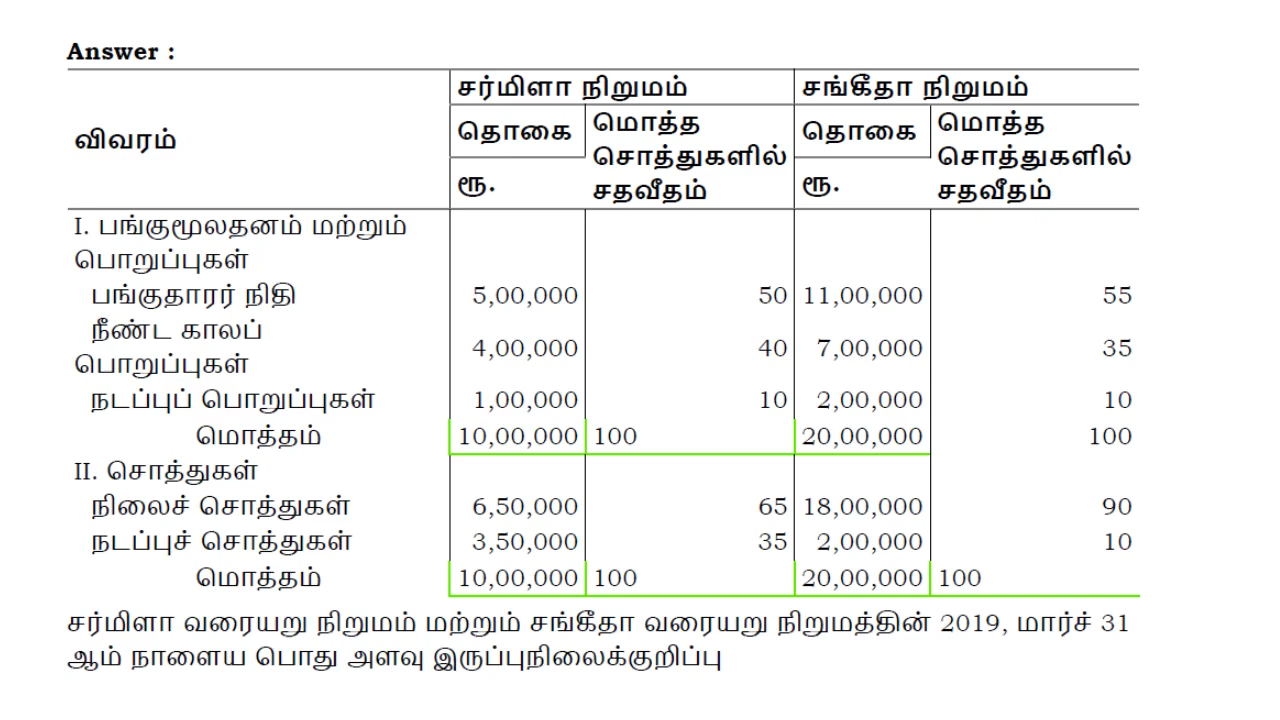 Answer :
சர்மிளா நிறுமம் சங்கீதா நிறுமம்
விவரம் தொகை மொத்த சொத்துகளில் சதவீதம் தொகை மொத்த சொத்துகளில் சதவீதம்
ரூ. ரூ.
I. பங்குமூலதனம் மற்றும்
பொறுப்புகள்
பங்குதாரர் நிதி 5,00,000 50 11,00,000 55
நீண்ட காலப்
பொறுப்புகள் 4,00,000 40 7,00,000 35
நடப்புப் பொறுப்புகள் 1,00,000 10 2,00,000 10
மொத்தம் 10,00,000 100 20,00,000 100
II. சொத்துகள்
நிலைச் சொத்துகள் 6,50,000 65 18,00,000 90
நடப்புச் சொத்துகள் 3,50,000 35 2,00,000 10
மொத்தம் 10,00,000 100 20,00,000 100
சர்மிளா வரையறு நிறுமம் மற்றும் சங்கீதா வரையறு நிறுமத்தின் 2019, மார்ச் 31
ஆம் நாளைய பொது அளவு இருப்புநிலைக்குறிப்பு